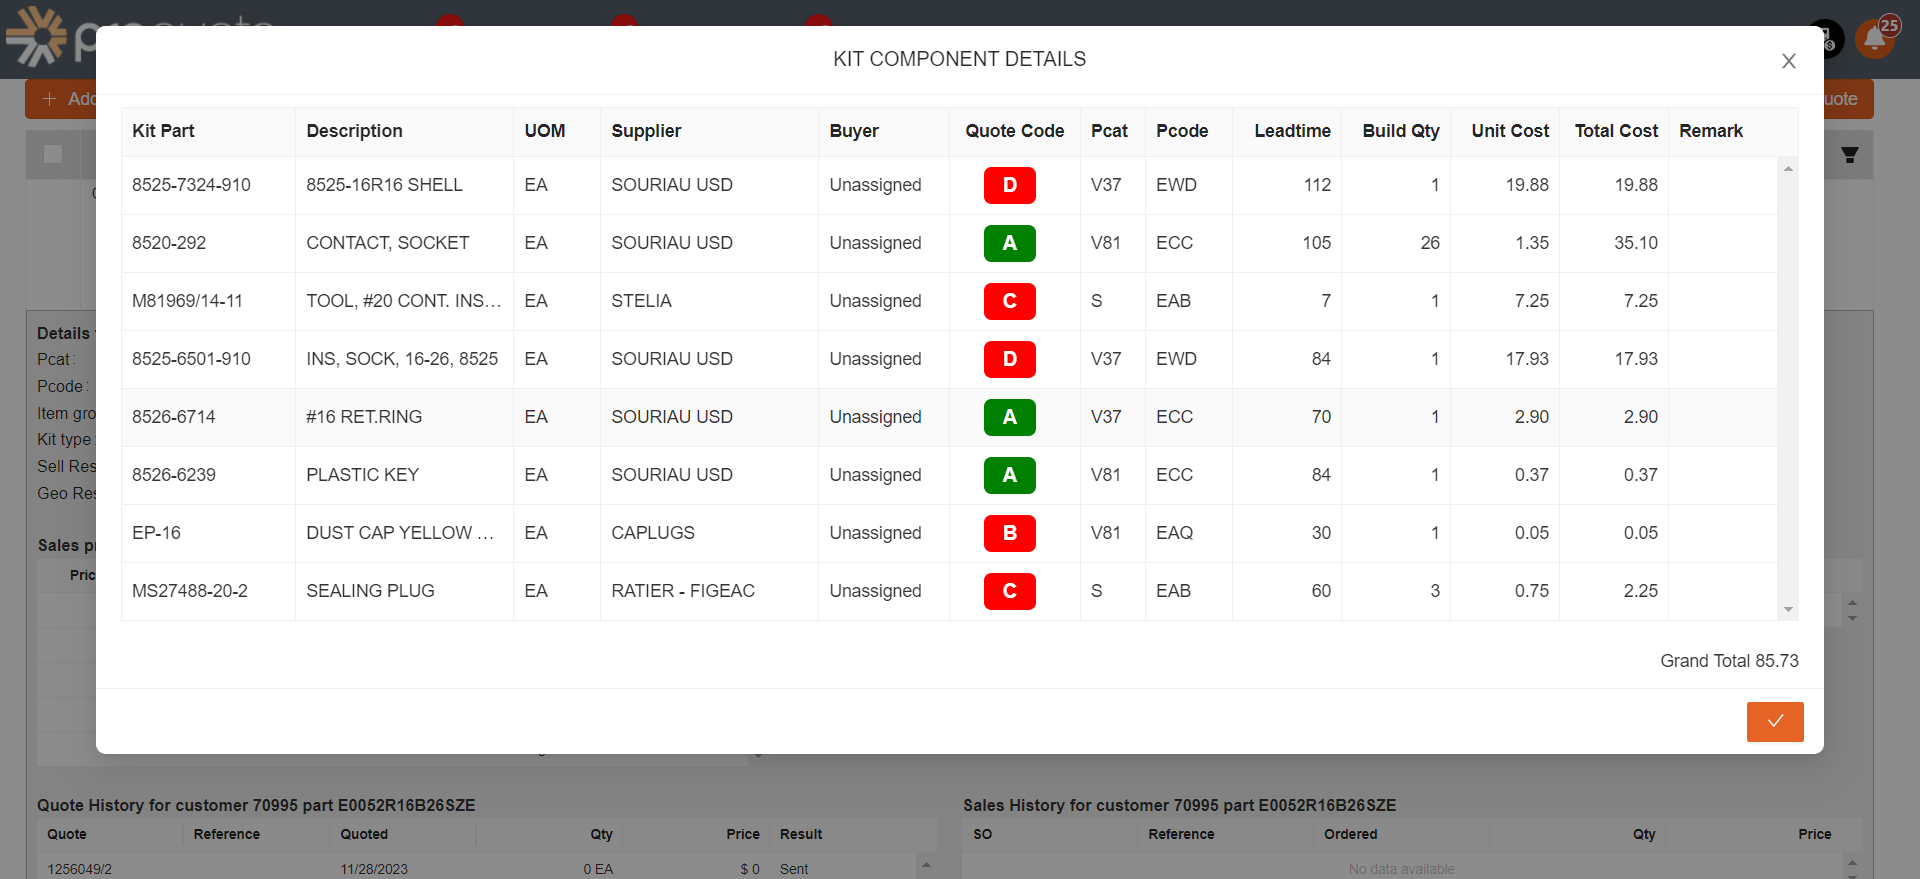 25
KIT COMPONENT DETAILS
Kit Part Description UOM Supplier Buyer Quote Code Pcat Pcode Leadtime Build Qty Unit Cost Total Cost Remark
8525-7324-910 8525-16R16 SHELL EA SOURIAU USD Unassigned D V37 EWD 112 1 19.88 19.88
8520-292 CONTACT, SOCKET EA SOURIAU USD Unassigned A V81 ECC 105 26 1.35 35.10
M81969/14-11 TOOL, #20 CONT. INS... EA STELIA Unassigned C S EAB 7 1 7.25 7.25
8525-6501-910 INS, SOCK, 16-26, 8525 EA SOURIAU USD Unassigned D V37 EWD 84 1 17.93 17.93
8526-6714 #16 RET.RING EA SOURIAU USD Unassigned A V37 ECC 70 1 2.90 2.90
8526-6239 PLASTIC KEY EA SOURIAU USD Unassigned A V81 ECC 84 1 0.37 0.37
EP-16 DUST CAP YELLOW ... EA CAPLUGS Unassigned B V81 EAQ 30 1 0.05 0.05
MS27488-20-2 SEALING PLUG EA RATIER - FIGEAC Unassigned C S EAB 60 3 0.75 2.25
Grand Total 85.73
Details
Pcat :
Pcode :
Kit type
Quote History for customer 70995 part E0052R16B26SZE
Quote Reference Quoted Qty Price Result
1256049/2 11/28/2023 0 EA $ 0 Sent
Sales History for customer 70995 part E0052R16B26SZE
SO Reference Ordered Qty Price
No data available